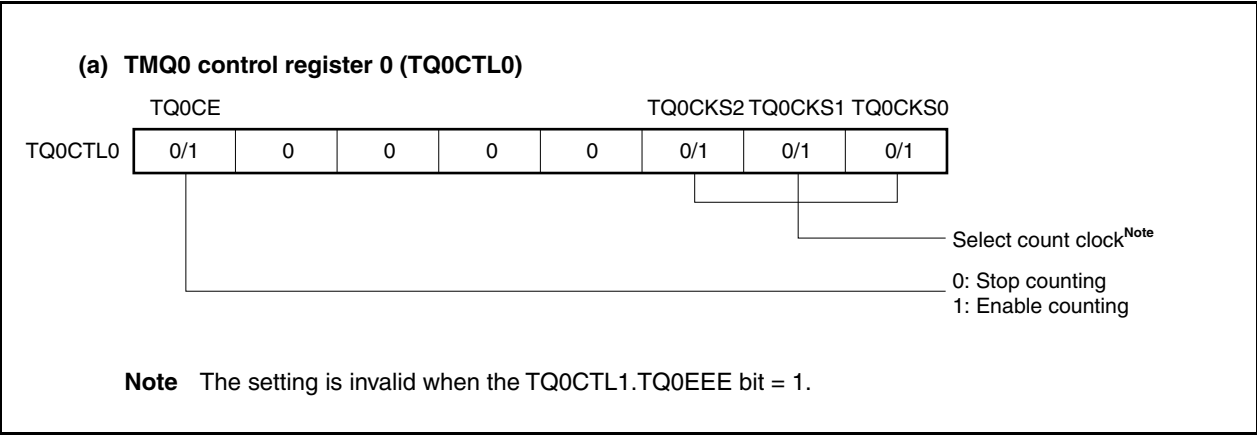 (a) TMQ0 control register 0 (TQ0CTL0)
TQ0CE TQ0CKS2 TQ0CKS1 TQ0CKS0
TQ0CTL0 0/1 0 0 0 0 0/1 0/1 0/1
Select count clockNote
0: Stop counting
1: Enable counting
Note The setting is invalid when the TQ0CTL1.TQ0EEE bit = 1.